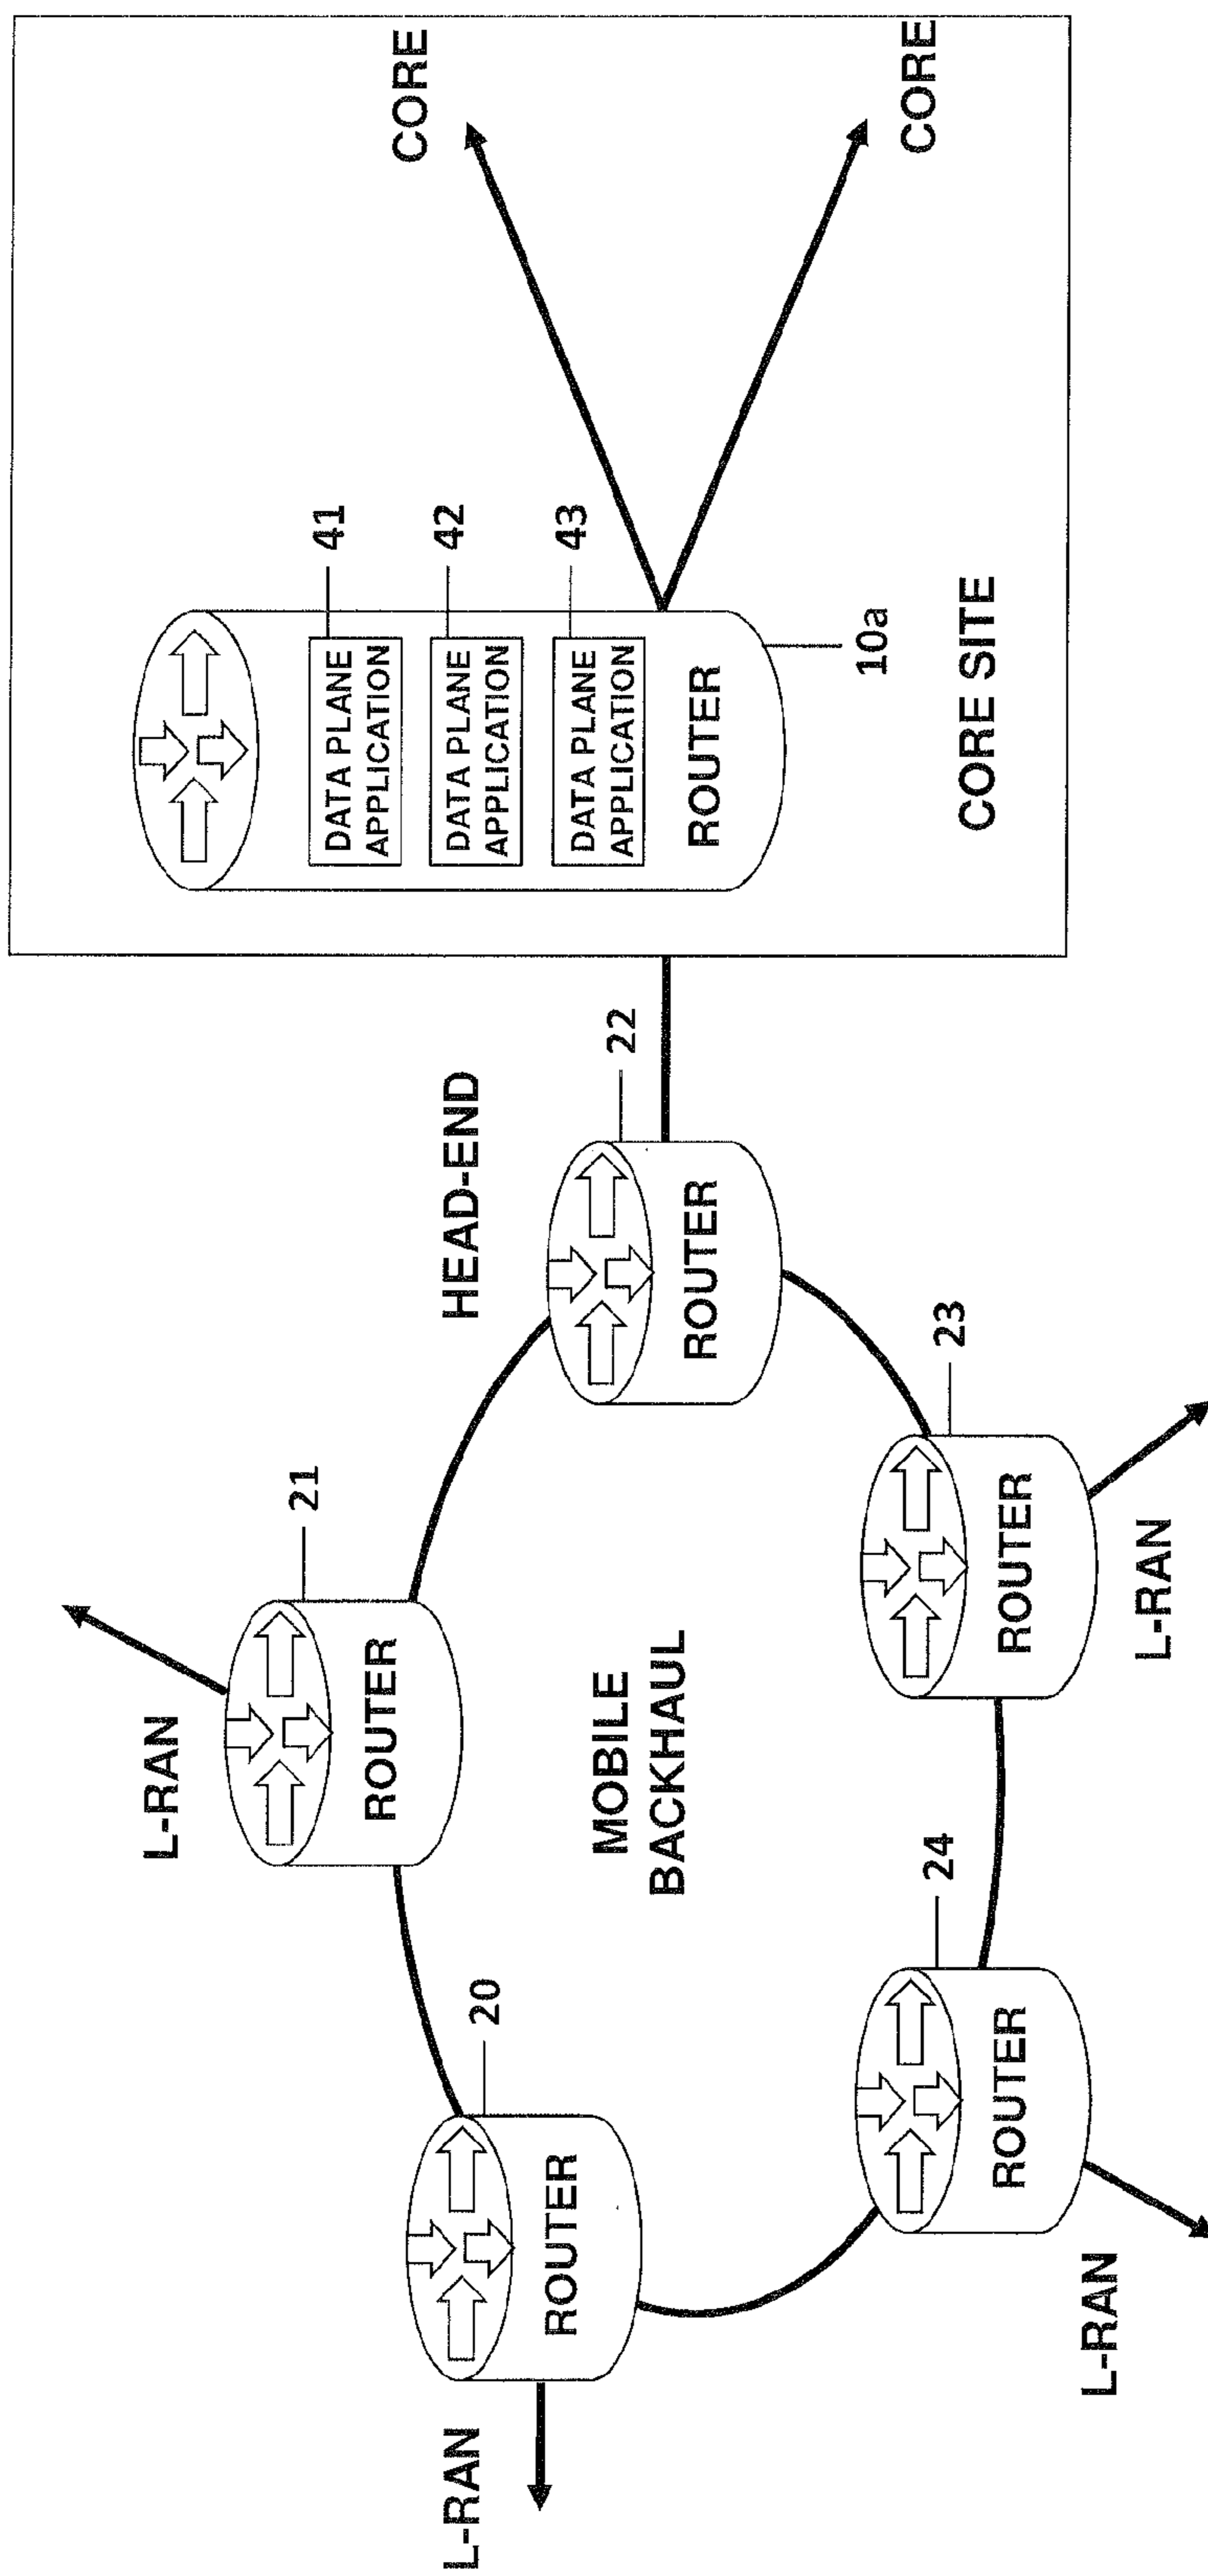 L-RAN
20
ROUTER
L-RAN
21
ROUTER
MOBILE
BACKHAUL
24
ROUTER
L-RAN
23
ROUTER
L-RAN
HEAD-END
22
ROUTER
41
DATA PLANE
APPLICATION
42
DATA PLANE
APPLICATION
43
DATA PLANE
APPLICATION
ROUTER
10a
CORE SITE
CORE
CORE